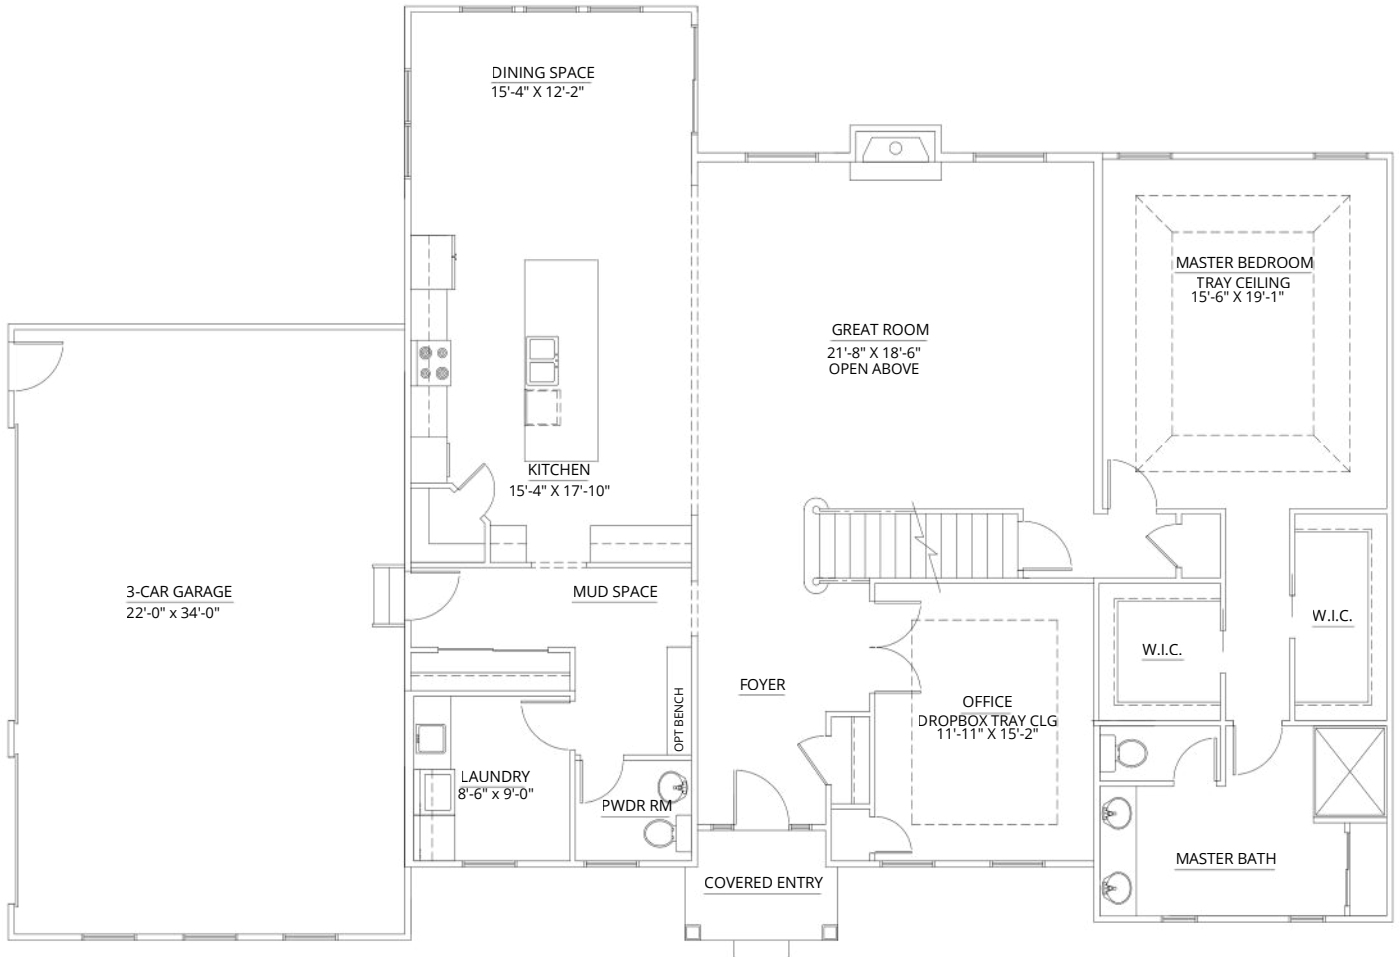 DINING SPACE
15'-4" X 12'-2"
MASTER BEDROOM
TRAY CEILING
15'-6" X 19'-1"
GREAT ROOM
21'-8" X 18'-6"
OPEN ABOVE
KITCHEN
15'-4" X 17'-10"
3-CAR GARAGE
22'-0" x 34'-0"
MUD SPACE
W.I.C.
W.I.C.
FOYER
OPT BENCH
OFFICE
DROPBOX TRAY CLG
11'-11" X 15'-2"
LAUNDRY
8'-6" x 9'-0"
PWDR RM
COVERED ENTRY
MASTER BATH